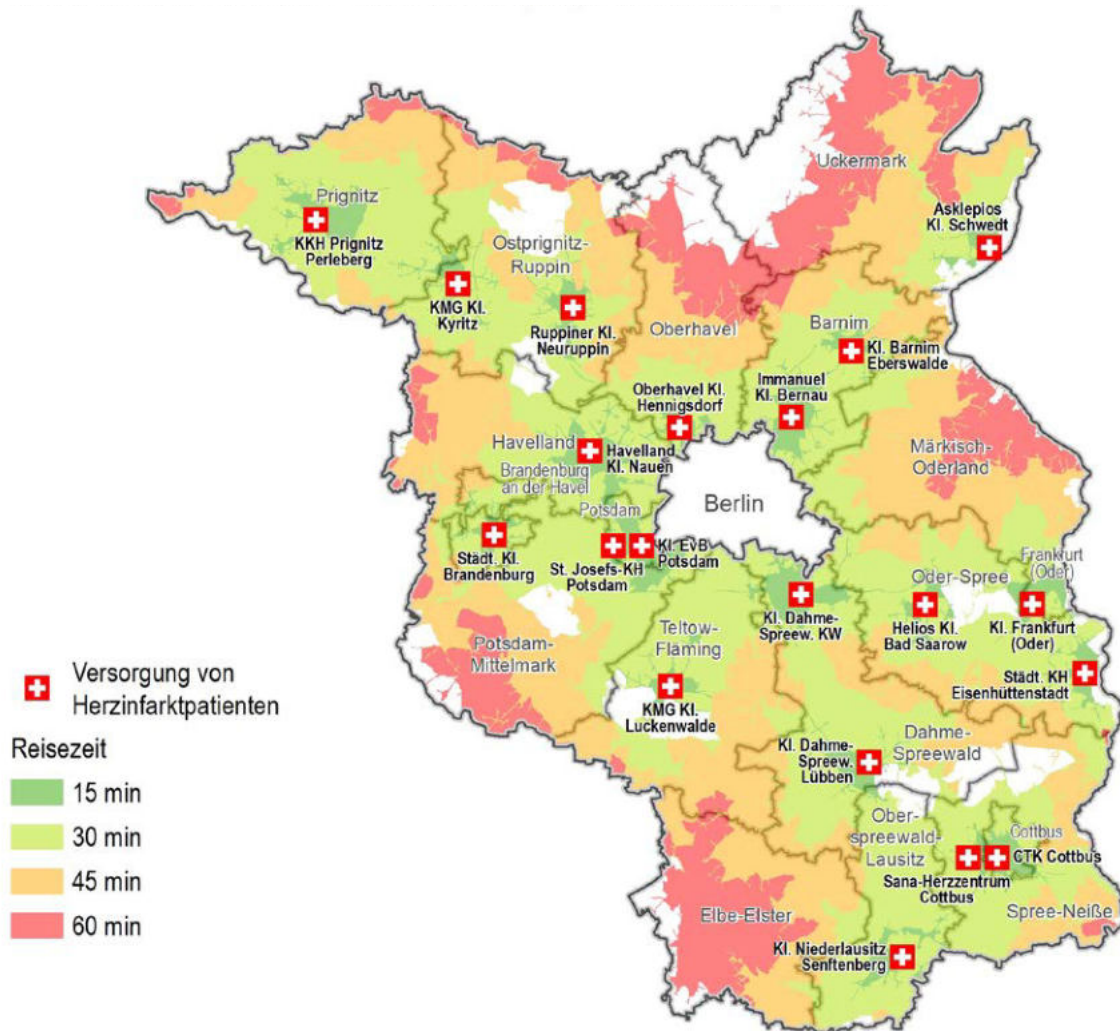 Uckermark
Prignitz
Asklepios
Kl. Schwedt
KKH Prignitz
Perleberg
Ostprignitz-
Ruppin
KMG Kl.
Kyritz
Ruppiner Kl.
Neuruppin
Oberhavel
Barnim
Kl. Barnim
Eberswalde
Immanuel
Kl. Bernau
Oberhavel Kl.
Hennigsdorf
Havelland
Havelland
Kl. Nauen
Märkisch-
Oderland
Brandenburg
an der Havel
Berlin
Potsdam
Städt. Kl.
Brandenburg
St. Josefs-KH
Potsdam
Kl. EvB
Potsdam
Frankfurt
(Oder)
Oder-Spree
Kl. Dahme-
Spreew. KW
Helios Kl.
Bad Saarow
Kl. Frankfurt
(Oder)
Teltow-
Fläming
Potsdam-
Mittelmark
Städt. KH
Eisenhüttenstadt
KMG Kl.
Luckenwalde
Dahme-
Spreewald
Kl. Dahme-
Spreew.
Lübben
Ober-
spreewald-
Lausitz
Cottbus
CTK Cottbus
Sana-Herzzentrum
Cottbus
Elbe-Elster
Spree-Neiße
Kl. Niederlausitz
Senftenberg
Versorgung von
Herzinfarktpatienten
Reisezeit
15 min
30 min
45 min
60 min